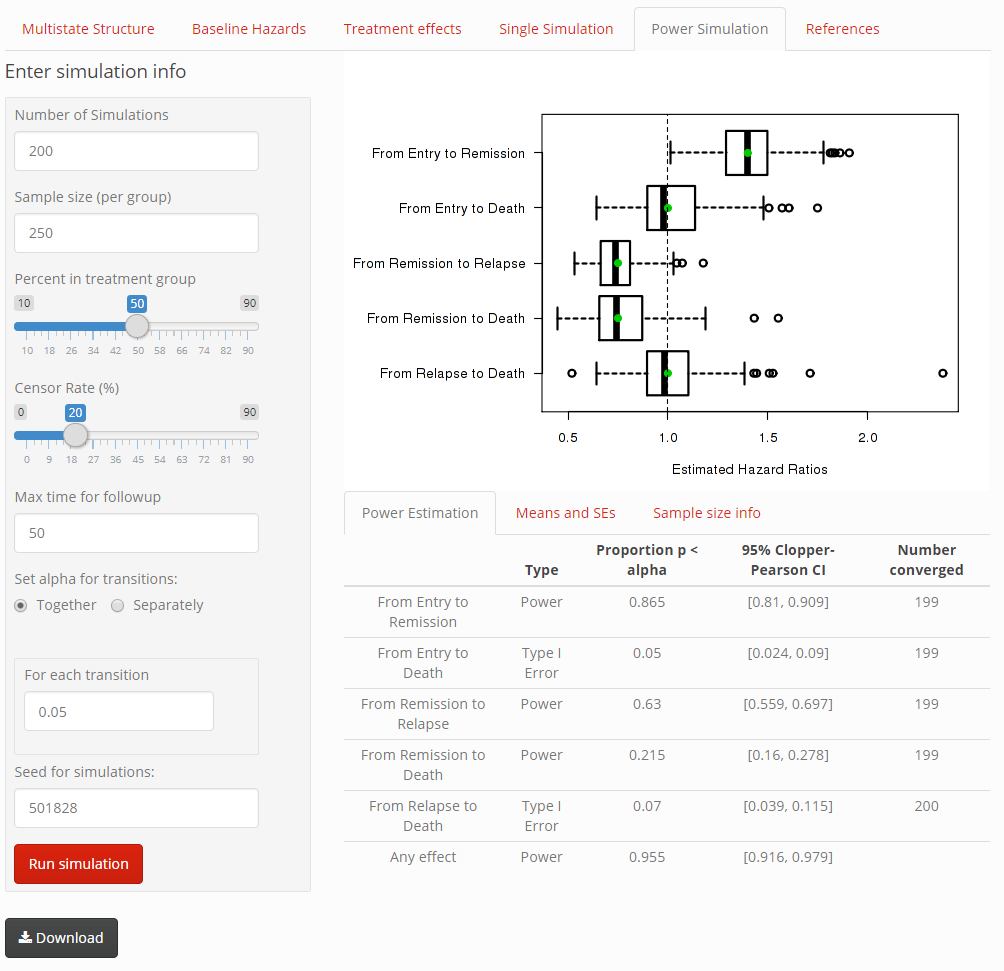 Multistate Structure
Baseline Hazards
Treatment effects
Single Simulation
Power Simulation
References
Enter simulation info
Number of Simulations
200
Sample size (per group)
250
Percent in treatment group
10 50 90
10 18 26 34 42 50 58 66 74 82 90
Censor Rate (%)
0 20 90
0 9 18 27 36 45 54 63 72 81 90
Max time for followup
50
Set alpha for transitions:
Together Separately
For each transition
0.05
Seed for simulations:
501828
Run simulation
Download
From Entry to Remission
From Entry to Death
From Remission to Relapse
From Remission to Death
From Relapse to Death
0.5 1.0 1.5 2.0
Estimated Hazard Ratios
Power Estimation
Means and SEs
Sample size info
Type
Proportion p <
alpha
95% Clopper-
Pearson CI
Number
converged
From Entry to
Remission
Power
0.865
[0.81, 0.909]
199
From Entry to
Death
Type I
Error
0.05
[0.024, 0.09]
199
From Remission to
Relapse
Power
0.63
[0.559, 0.697]
199
From Remission to
Death
Power
0.215
[0.16, 0.278]
199
From Relapse to
Death
Type I
Error
0.07
[0.039, 0.115]
200
Any effect
Power
0.955
[0.916, 0.979]